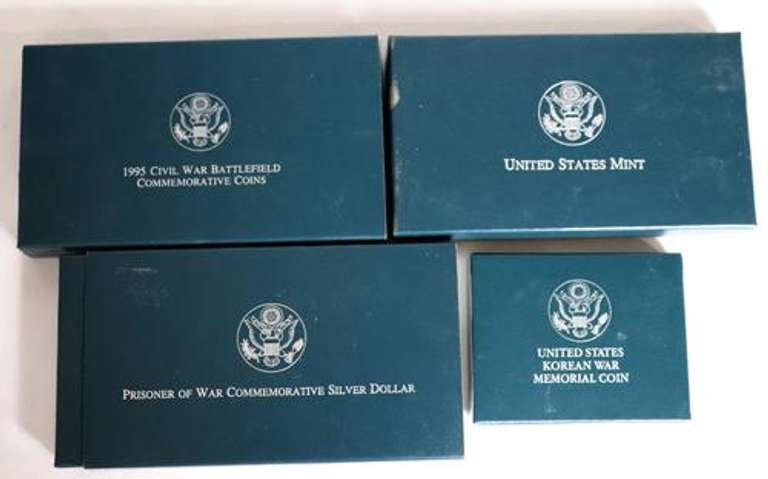 1995 CIVIL WAR BATTLEFIELD
COMMEMORATIVE COINS
UNITED STATES MINT
PRISONER OF WAR COMMEMORATIVE SILVER DOLLAR
UNITED STATES
KOREAN WAR
MEMORIAL COIN